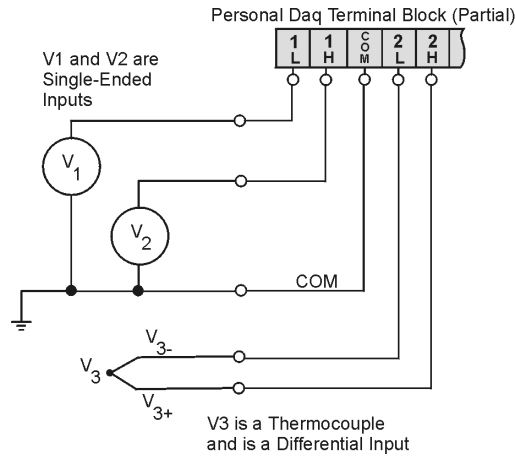 Personal Daq Terminal Block (Partial)
1 L
1 H
COM
2 L
2 H
V1 and V2 are
Single-Ended
Inputs
V1
V2
COM
V3-
V3
V3+
V3 is a Thermocouple
and is a Differential Input